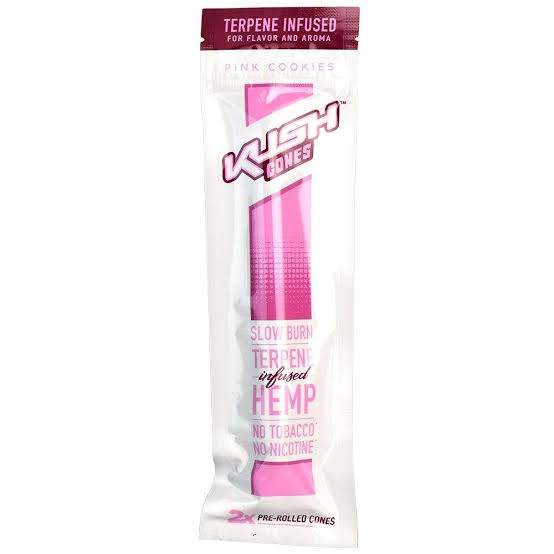 TERPENE INFUSED
FOR FLAVOR AND AROMA
PINK COOKIES
KUSH™
CONES
SLOW BURN
TERPENE
infused
HEMP
NO TOBACCO
NO NICOTINE
2x PRE-ROLLED CONES